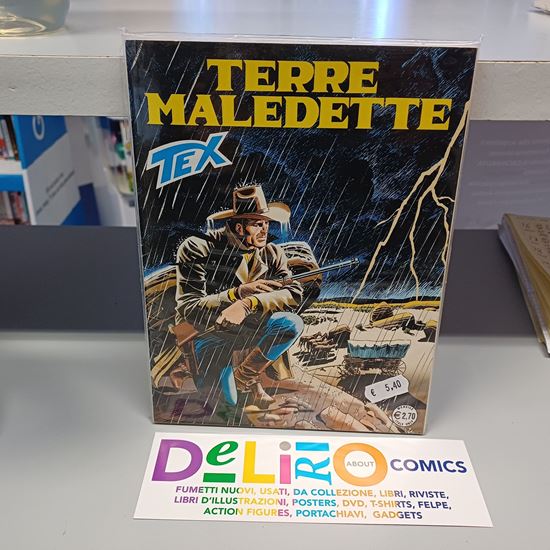 TERRE
MALEDETTE
TEX
€ 5,40
€2,70
DeLiRiO
ABOUT
COMICS
FUMETTI NUOVI, USATI, DA COLLEZIONE, LIBRI, RIVISTE,
LIBRI D'ILLUSTRAZIONI, POSTERS, DVD, T-SHIRTS, FELPE,
ACTION FIGURES, PORTACHIAVI, GADGETS